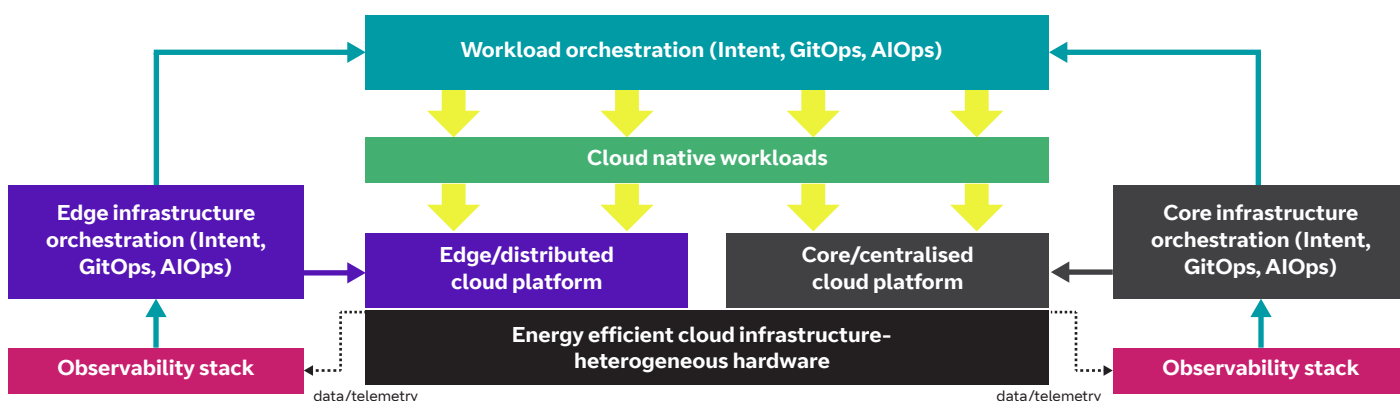 Workload orchestration (Intent, GitOps, AIOps)
Cloud native workloads
Edge infrastructure
orchestration (Intent,
GitOps, AIOps)
Edge/distributed
cloud platform
Core/centralised
cloud platform
Core infrastructure
orchestration (Intent,
GitOps, AIOps)
Energy efficient cloud infrastructure-
heterogeneous hardware
Observability stack
Observability stack
data/telemetry
data/telemetry